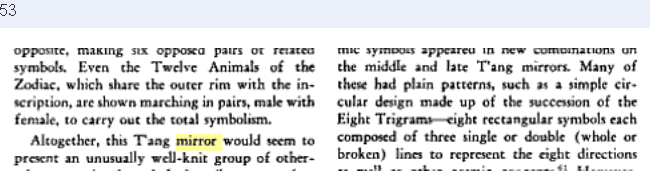 53
opposite, making six opposed pairs of related
symbols. Even the Twelve Animals of the
Zodiac, which share the outer rim with the in-
scription, are shown marching in pairs, male with
female, to carry out the total symbolism.
Altogether, this T'ang mirror would seem to
present an unusually well-knit group of other-
mic symbols appeared in new combinations on
the middle and late T'ang mirrors. Many of
these had plain patterns, such as a simple cir-
cular design made up of the succession of the
Eight Trigrams—eight rectangular symbols each
composed of three single or double (whole or
broken) lines to represent the eight directions